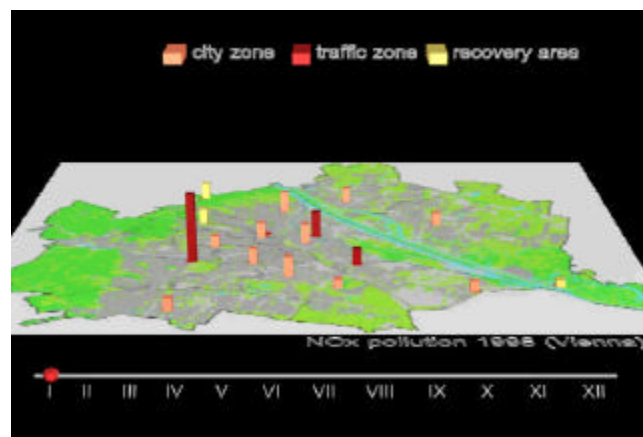 city zone traffic zone recovery area
NOx pollution 1998 (Vienna)
I II III IV V VI VII VIII IX X XI XII